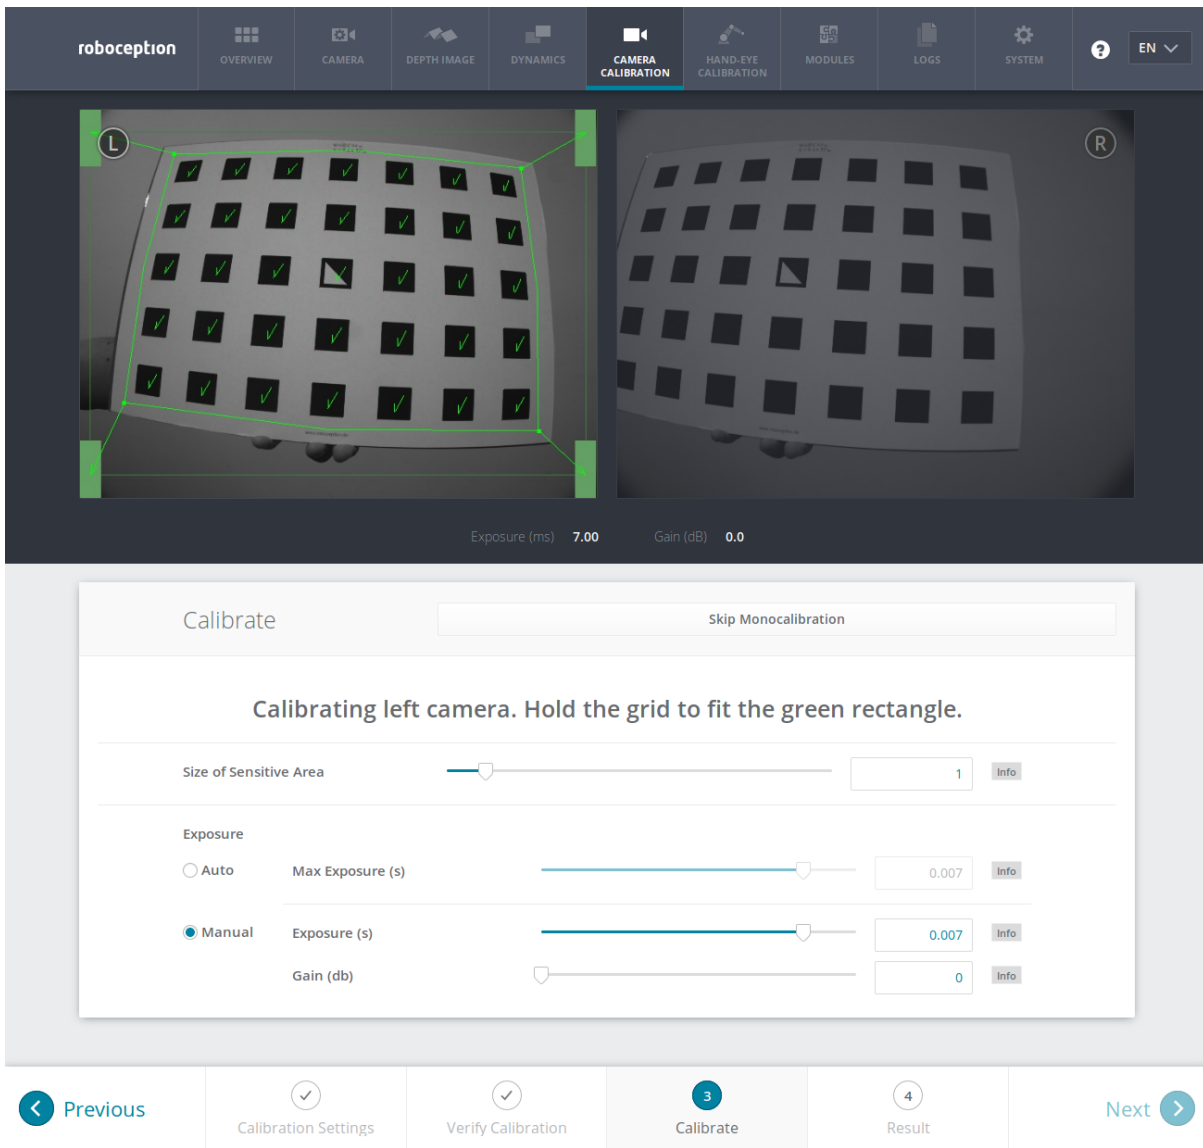 roboception
OVERVIEW
CAMERA
DEPTH IMAGE
DYNAMICS
CAMERA
CALIBRATION
HAND-EYE
CALIBRATION
MODULES
LOGS
SYSTEM
?
EN
L
R
Exposure (ms) 7.00 Gain (dB) 0.0
Calibrate
Skip Monocalibration
Calibrating left camera. Hold the grid to fit the green rectangle.
Size of Sensitive Area 1 Info
Exposure
Auto Max Exposure (s) 0.007 Info
Manual Exposure (s) 0.007 Info
Gain (db) 0 Info
Previous
Calibration Settings
Verify Calibration
3
Calibrate
4
Result
Next